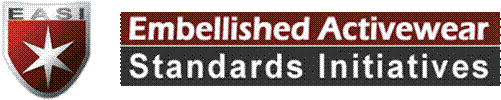 EASI
Embellished Activewear
Standards Initiatives